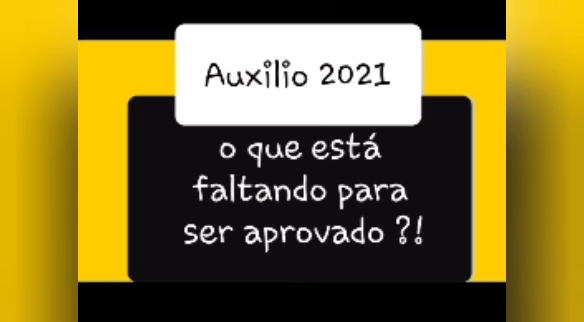 Auxilio 2021
o que está
faltando para
ser aprovado ?!